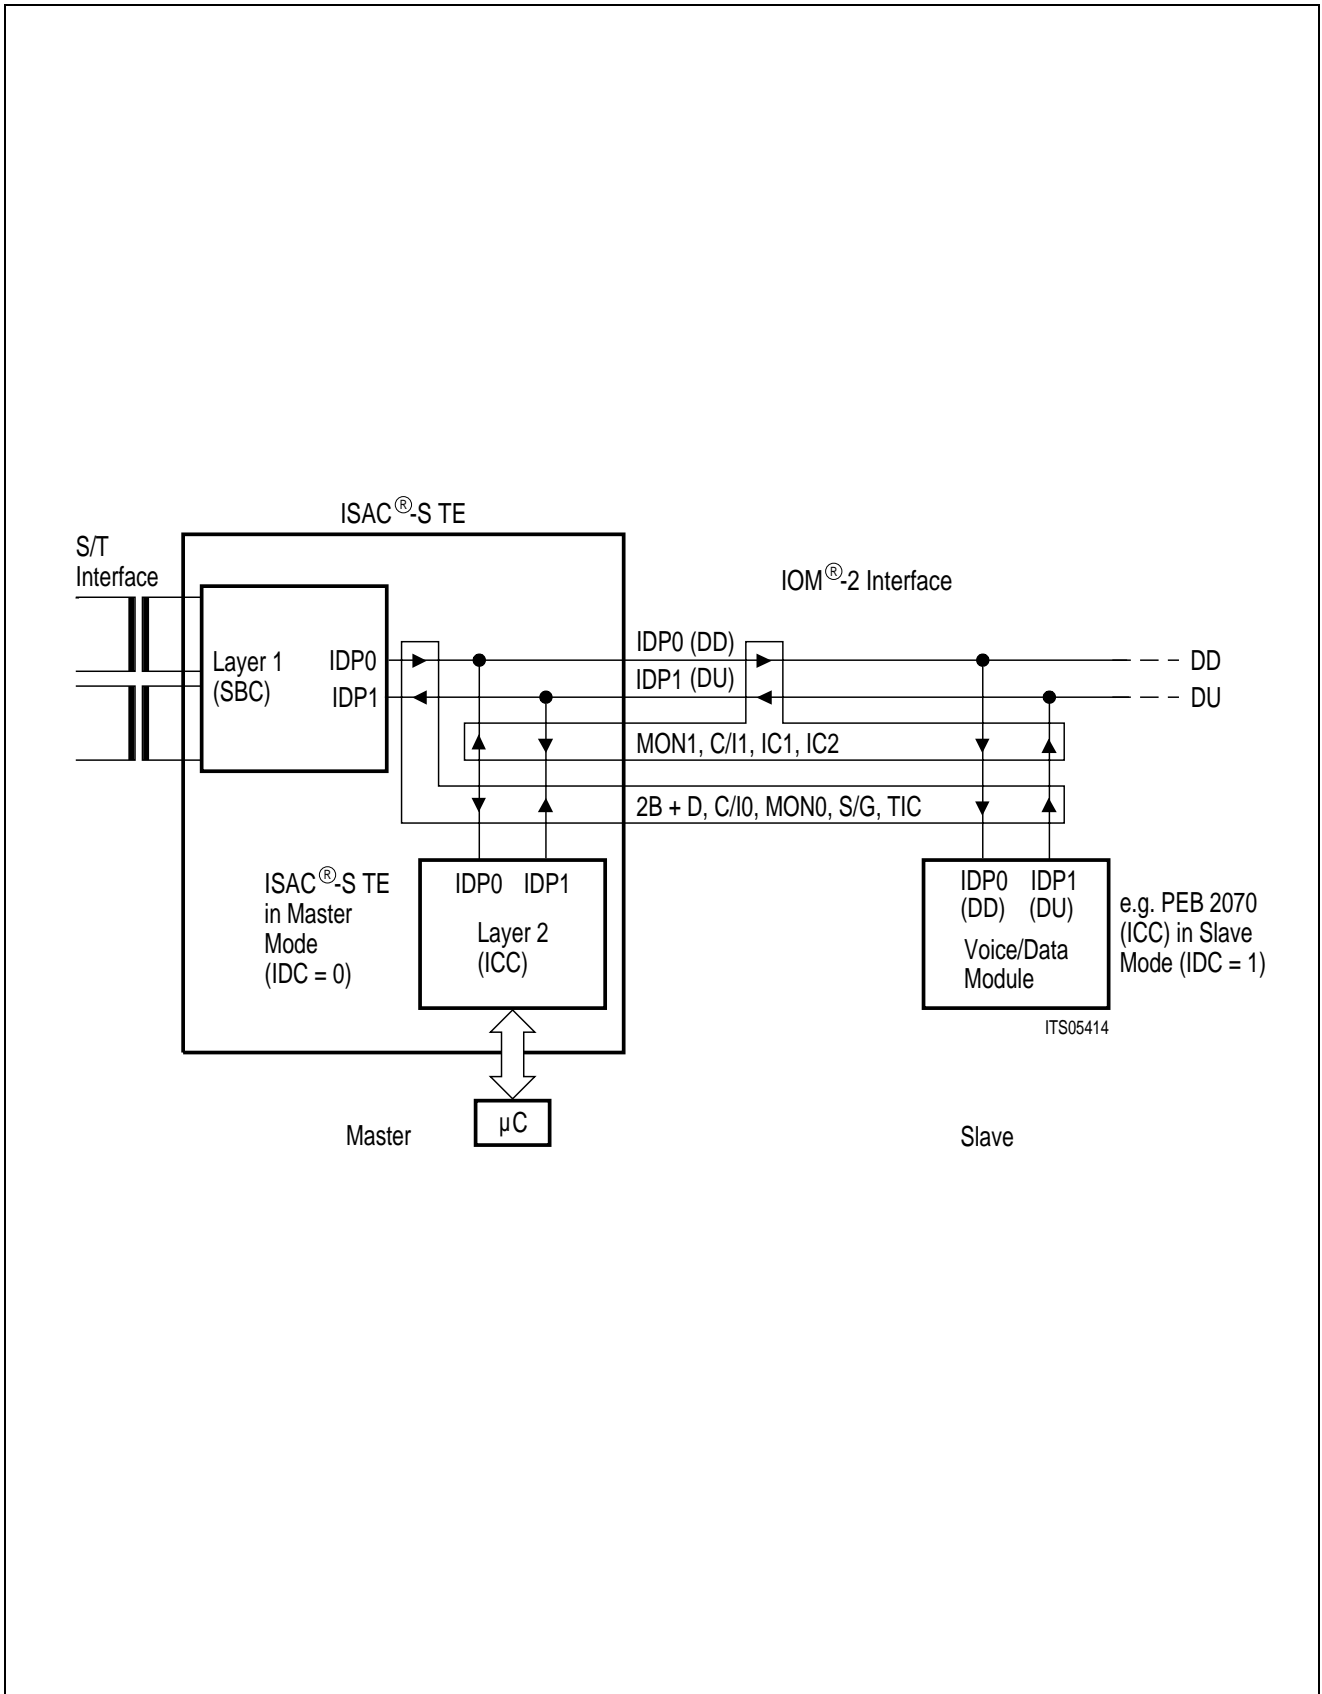 ISAC®-S TE
S/T
Interface
IOM®-2 Interface
IDP0 (DD)
Layer 1
(SBC)
IDP0
DD
IDP1 (DU)
IDP1
DU
MON1, C/I1, IC1, IC2
2B + D, C/I0, MON0, S/G, TIC
ISAC®-S TE
in Master
Mode
(IDC = 0)
IDP0 IDP1
Layer 2
(ICC)
IDP0 IDP1
(DD) (DU)
Voice/Data
Module
e.g. PEB 2070
(ICC) in Slave
Mode (IDC = 1)
ITS05414
µC
Master
Slave